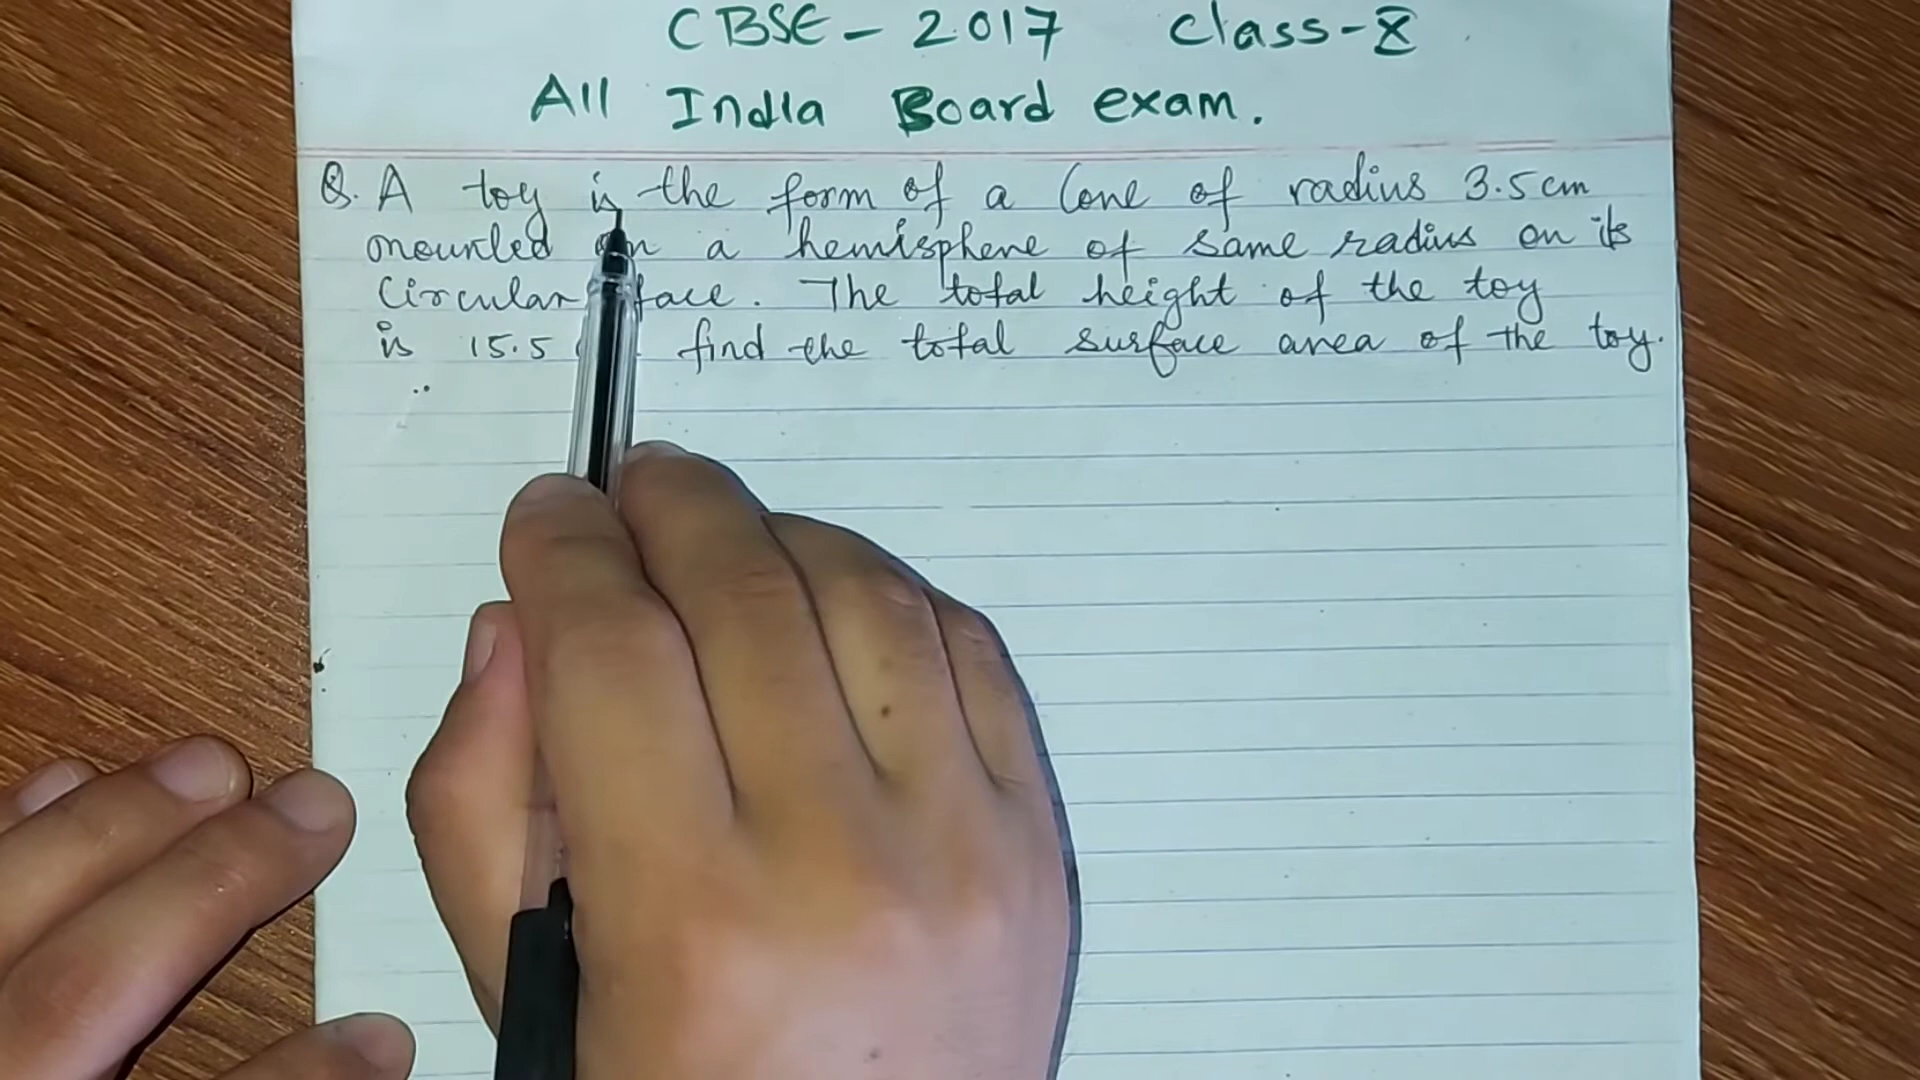 CBSE - 2017 Class-X
All India Board exam.
Q. A toy is the form of a Cone of radius 3.5cm
mounted on a hemisphere of same radius on its
Circular face. The total height of the toy
is 15.5 find the total surface area of the toy.